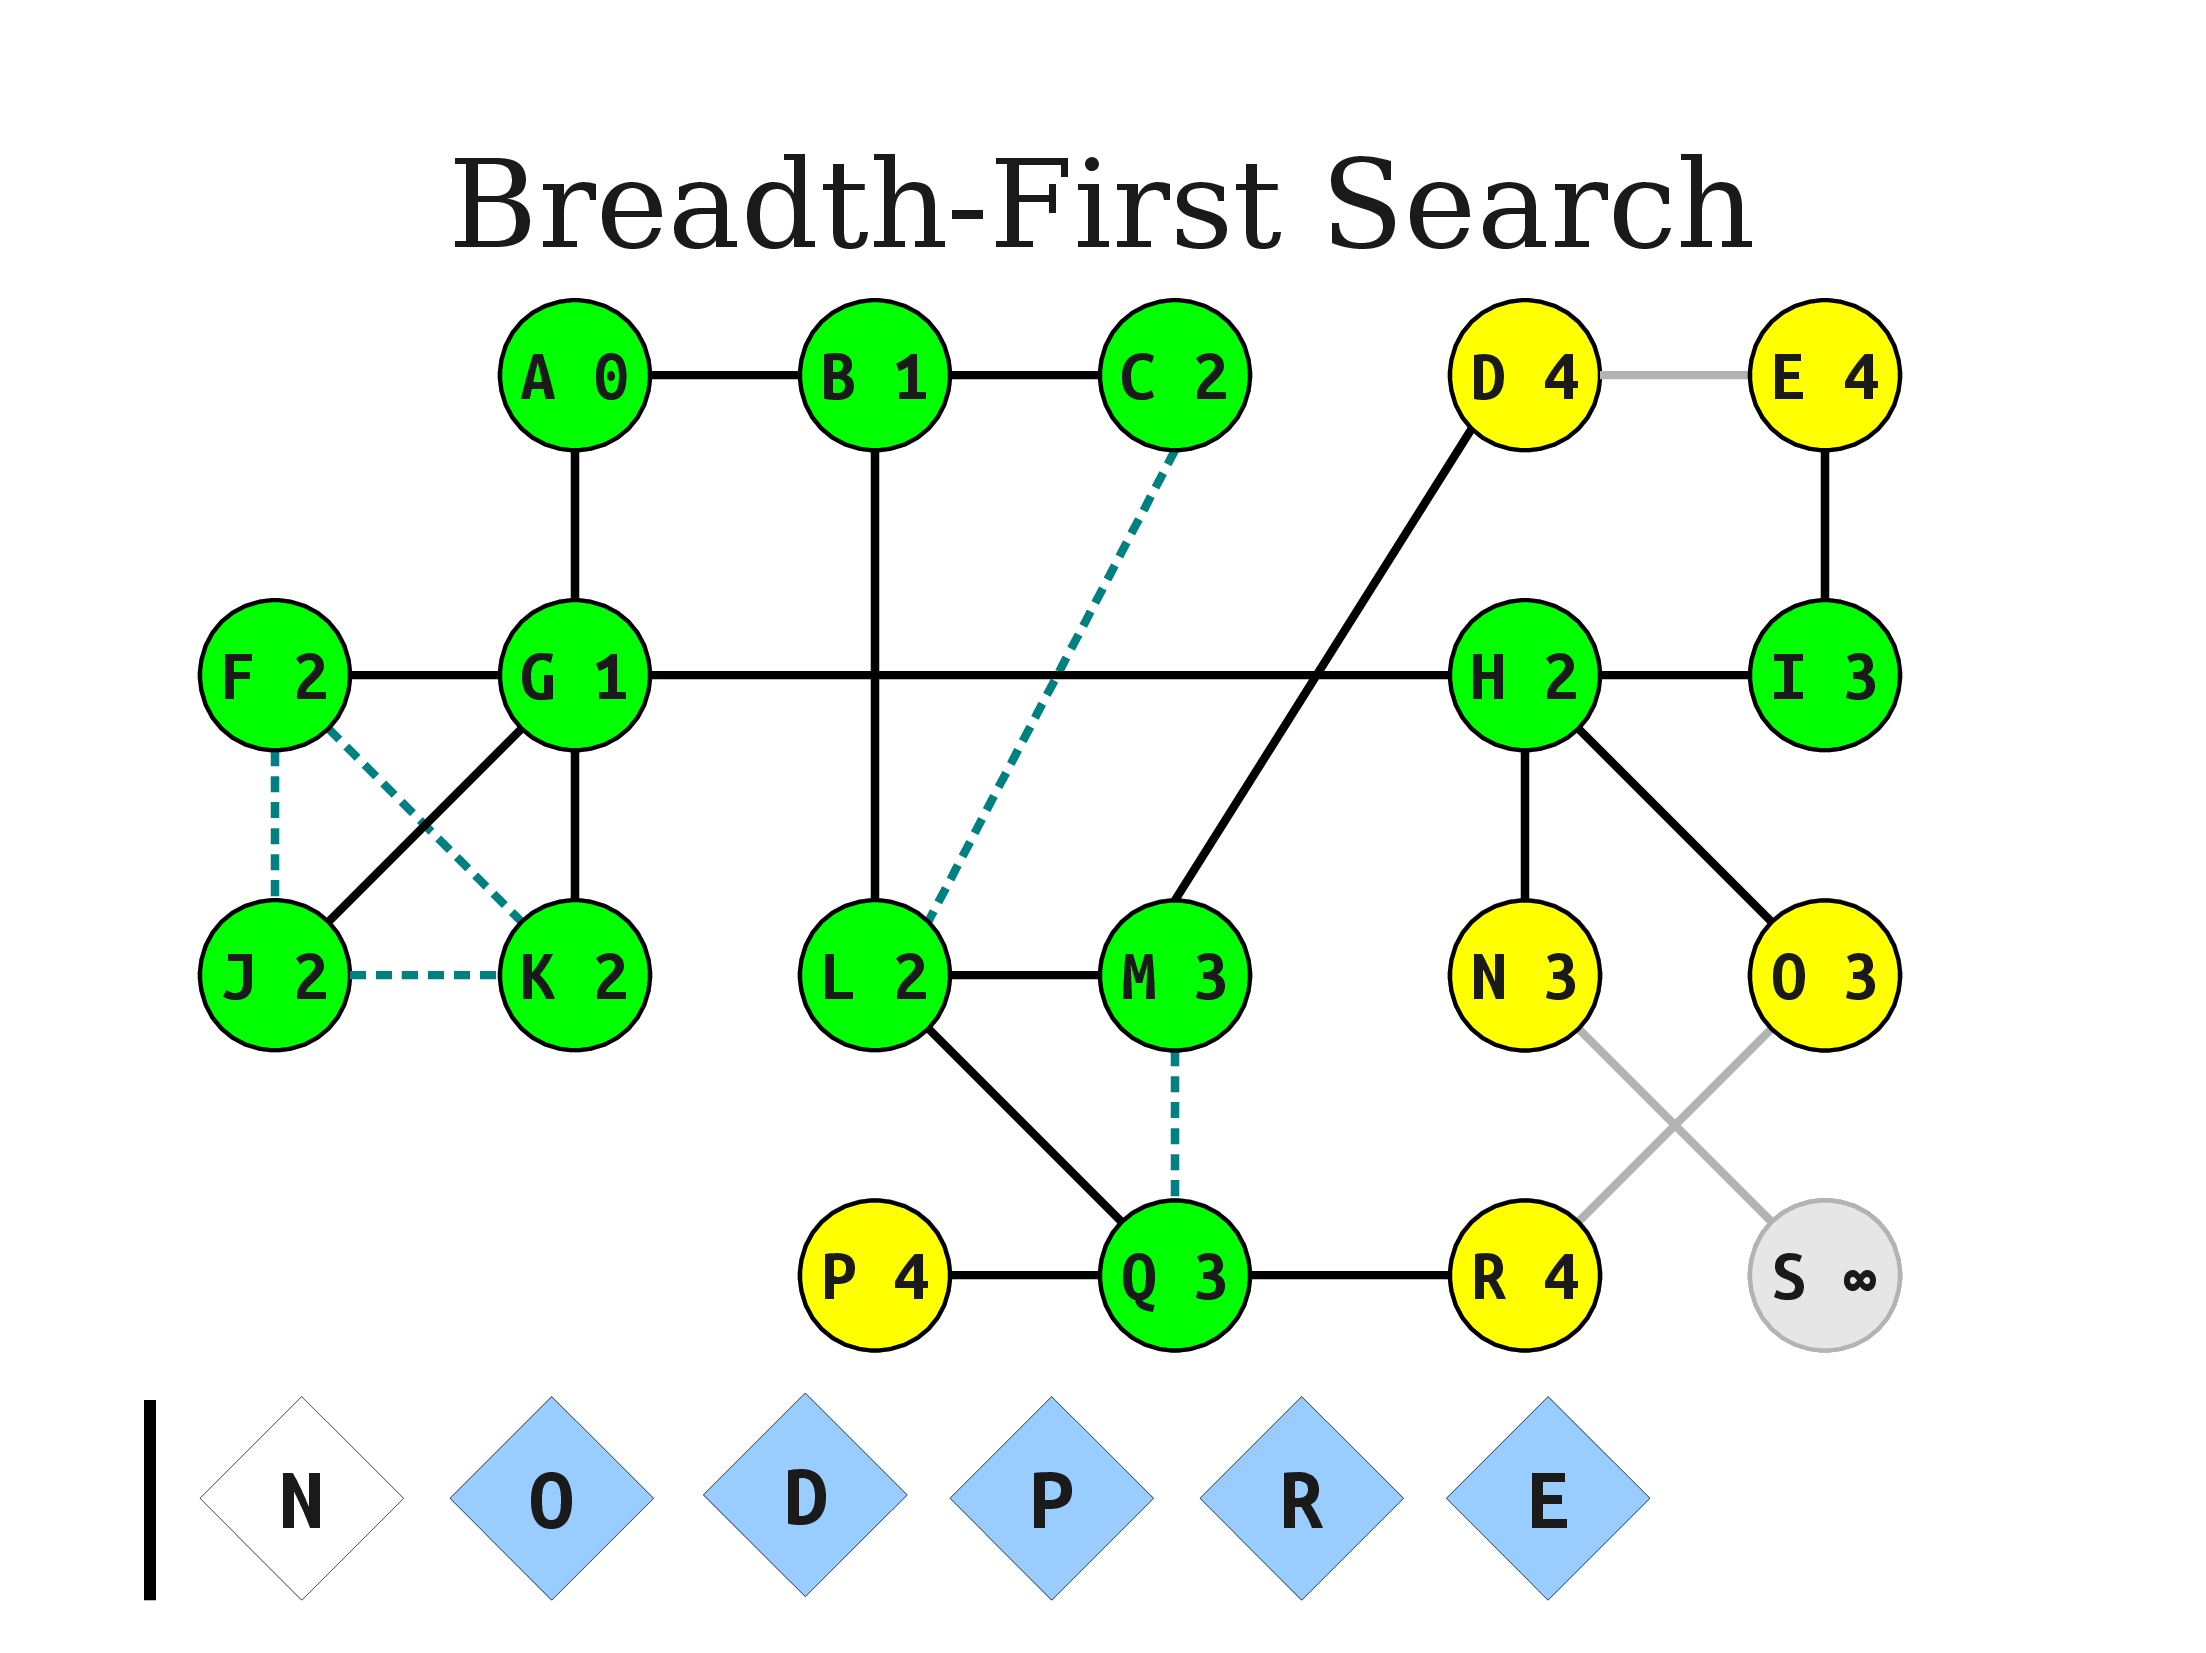 Breadth-First Search
A 0 B 1 C 2 D 4 E 4
F 2 G 1 H 2 I 3
J 2 K 2 L 2 M 3 N 3 O 3
P 4 Q 3 R 4 S ∞
N O D P R E